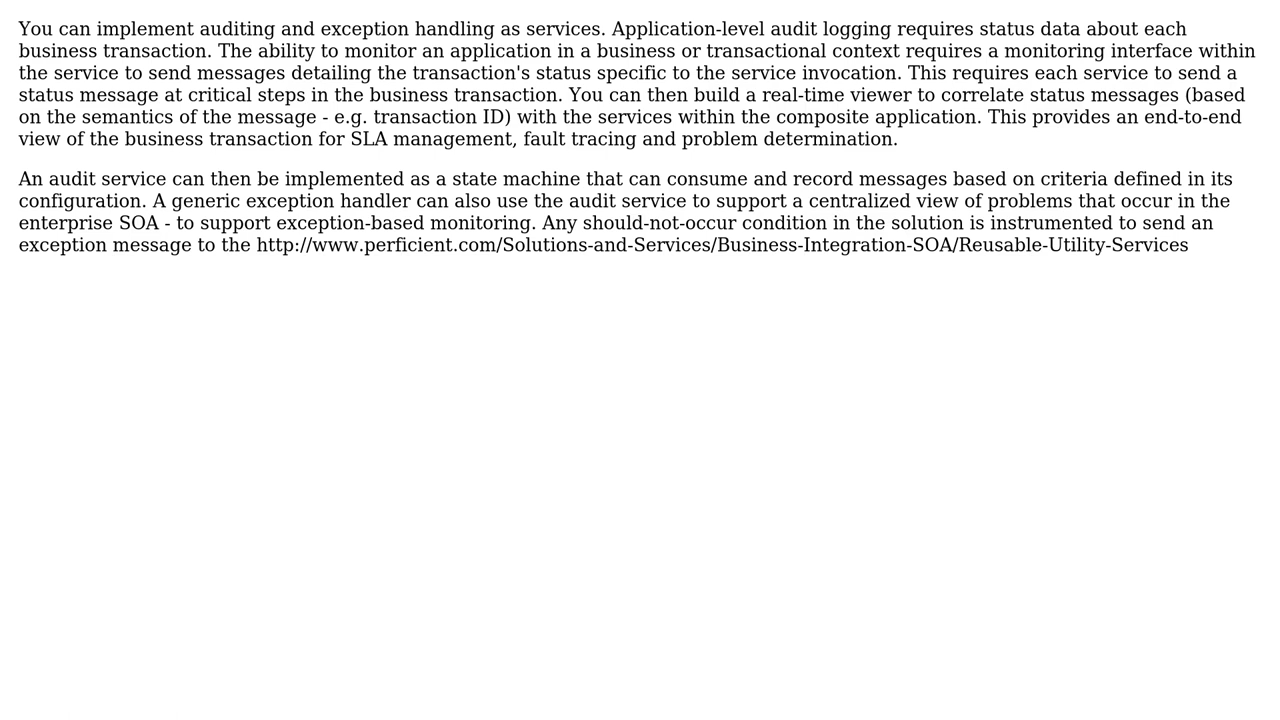 You can implement auditing and exception handling as services. Application-level audit logging requires status data about each
business transaction. The ability to monitor an application in a business or transactional context requires a monitoring interface within
the service to send messages detailing the transaction's status specific to the service invocation. This requires each service to send a
status message at critical steps in the business transaction. You can then build a real-time viewer to correlate status messages (based
on the semantics of the message - e.g. transaction ID) with the services within the composite application. This provides an end-to-end
view of the business transaction for SLA management, fault tracing and problem determination.
An audit service can then be implemented as a state machine that can consume and record messages based on criteria defined in its
configuration. A generic exception handler can also use the audit service to support a centralized view of problems that occur in the
enterprise SOA - to support exception-based monitoring. Any should-not-occur condition in the solution is instrumented to send an
exception message to the http://www.perficient.com/Solutions-and-Services/Business-Integration-SOA/Reusable-Utility-Services